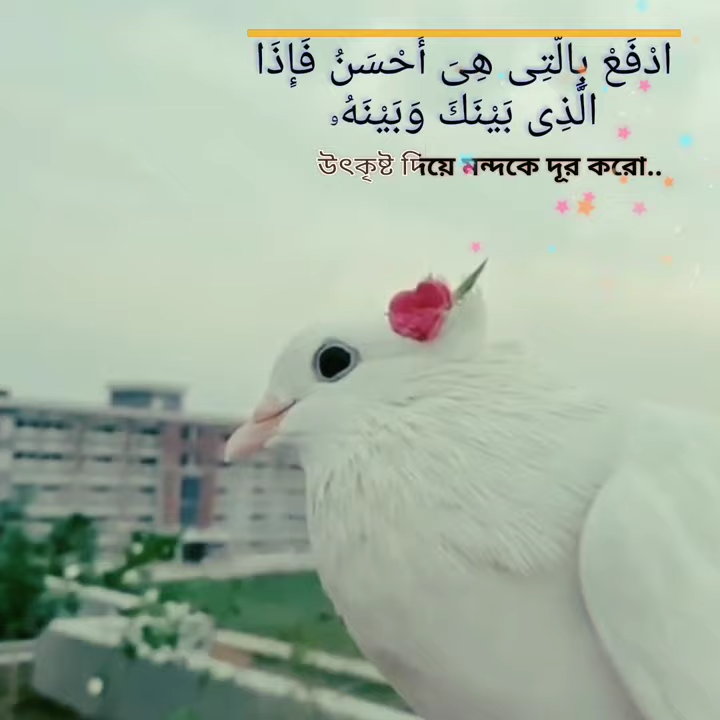 ادْفَعْ بِالَّتِى هِىَ أَحْسَنُ فَإِذَا
الَّذِى بَيْنَكَ وَبَيْنَهُۥ
উৎকৃষ্ট দিয়ে মন্দকে দূর করো..